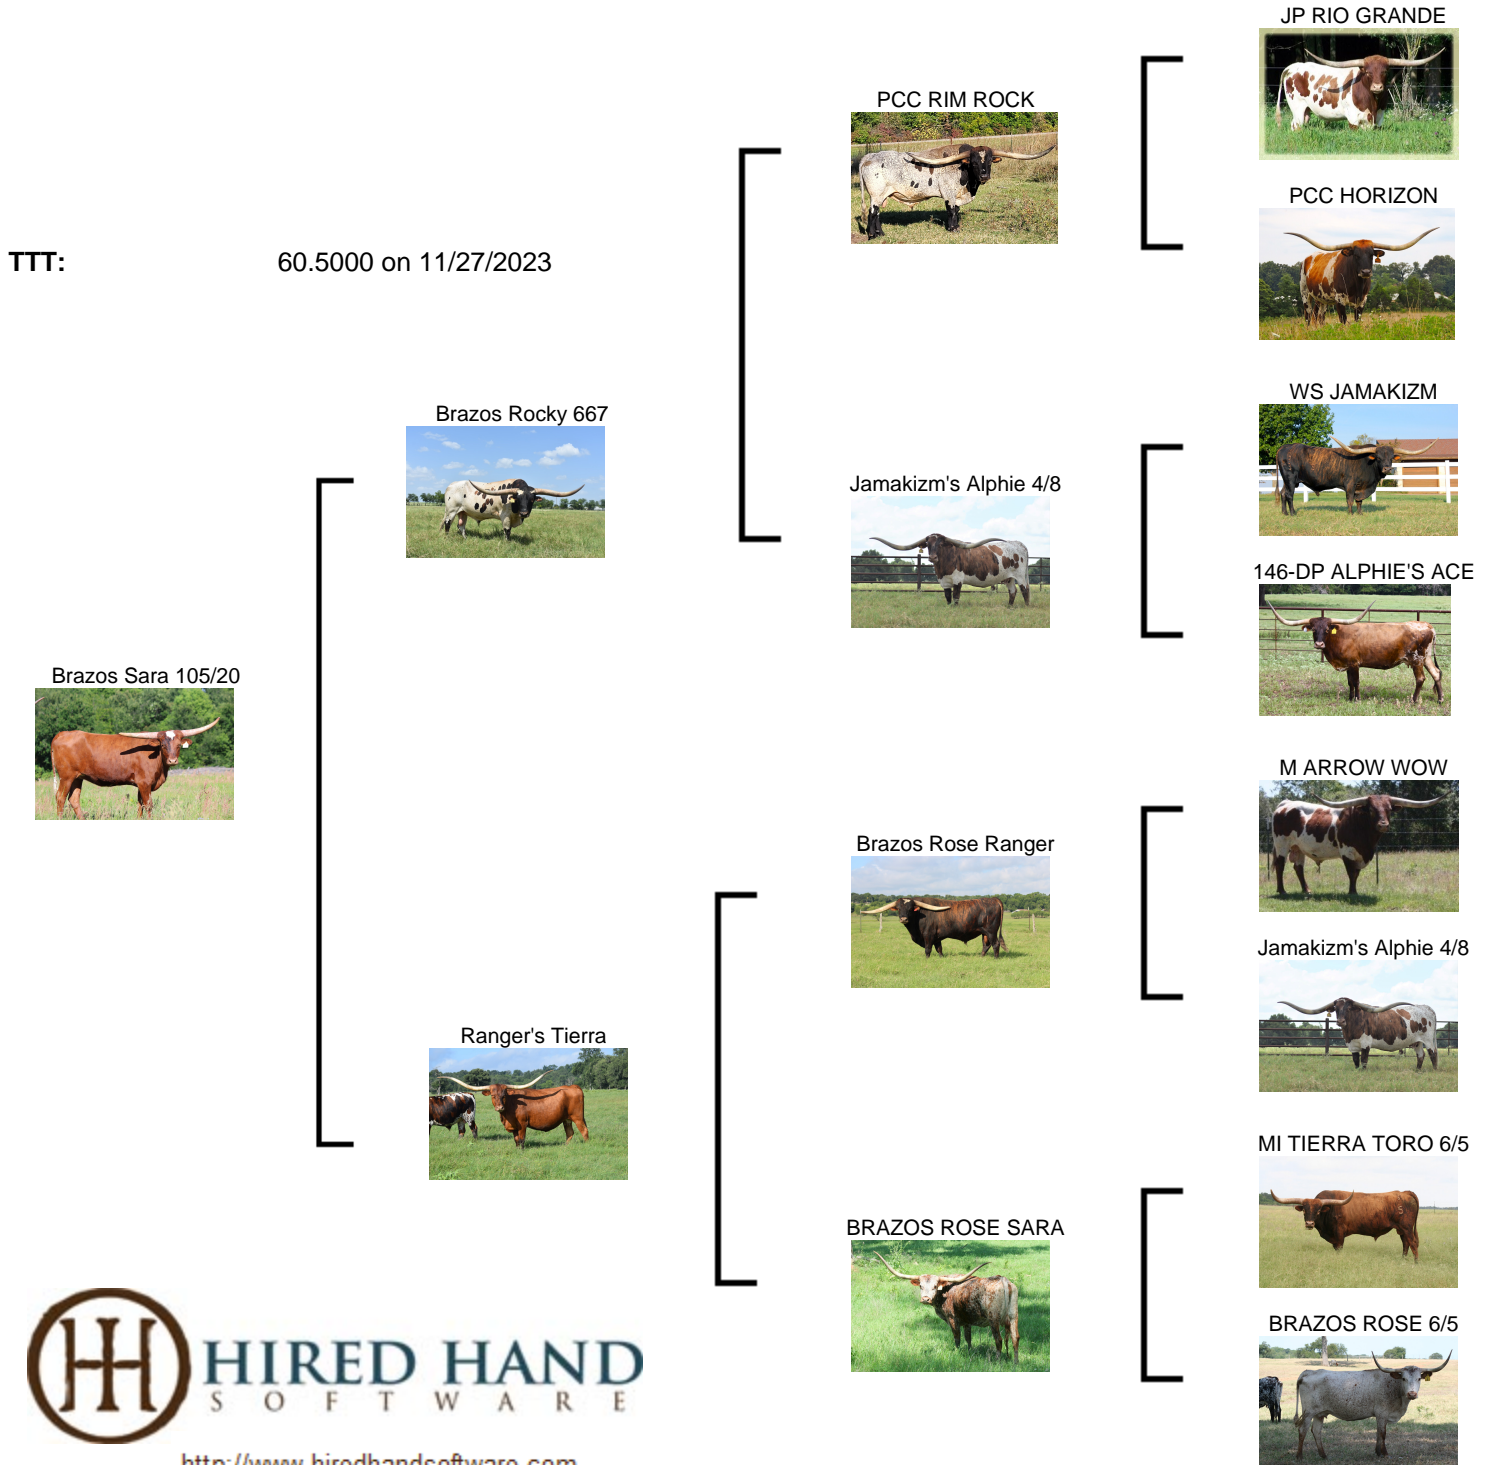 JP RIO GRANDE
PCC RIM ROCK
PCC HORIZON
TTT: 60.5000 on 11/27/2023
WS JAMAKIZM
Brazos Rocky 667
Jamakizm's Alphie 4/8
146-DP ALPHIE'S ACE
Brazos Sara 105/20
M ARROW WOW
Brazos Rose Ranger
Jamakizm's Alphie 4/8
Ranger's Tierra
MI TIERRA TORO 6/5
BRAZOS ROSE SARA
BRAZOS ROSE 6/5
HIRED HAND
SOFTWARE
http://www.hiredhandsoftware.com